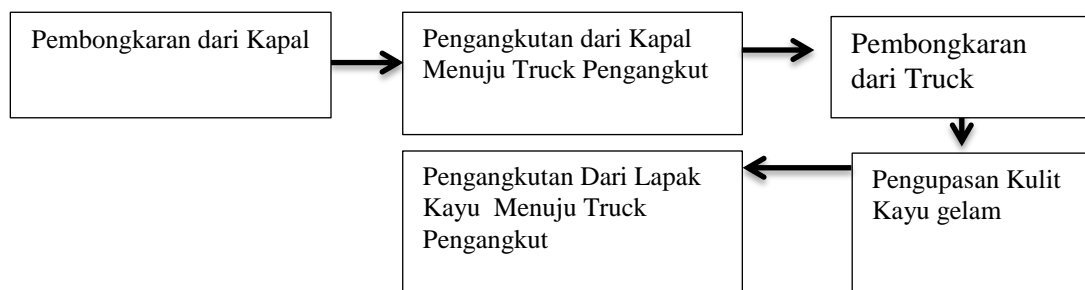 Pembongkaran dari Kapal
Pengangkutan dari Kapal
Menuju Truck Pengangkut
Pembongkaran
dari Truck
Pengupasan Kulit
Kayu gelam
Pengangkutan Dari Lapak
Kayu  Menuju Truck
Pengangkut